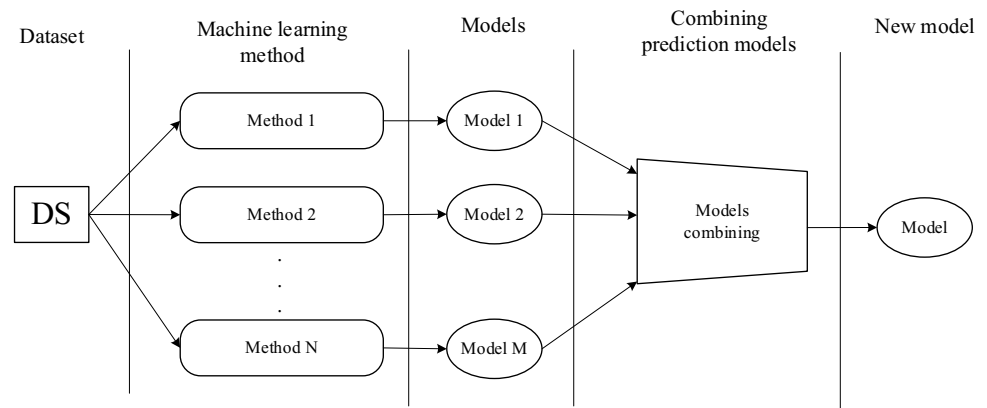 Dataset
Machine learning
method
Models
Combining
prediction models
New model
DS
Method 1
Method 2
.
.
.
Method N
Model 1
Model 2
Model M
Models
combining
Model